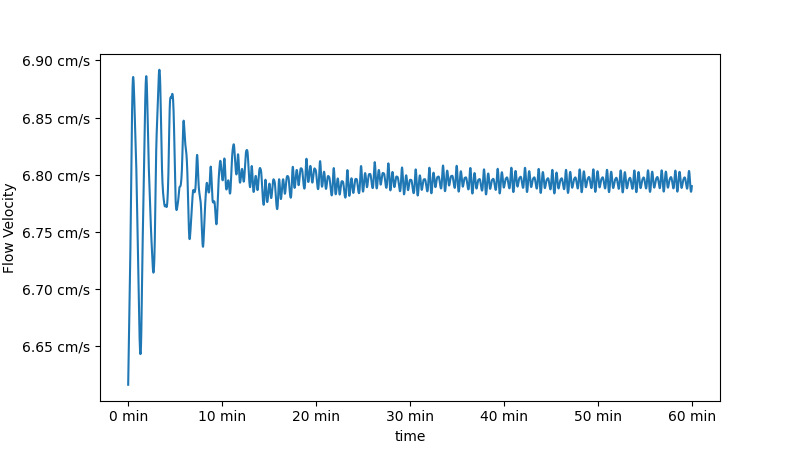 6.90 cm/s
6.85 cm/s
6.80 cm/s
6.75 cm/s
6.70 cm/s
6.65 cm/s
Flow Velocity
0 min 10 min 20 min 30 min 40 min 50 min 60 min
time